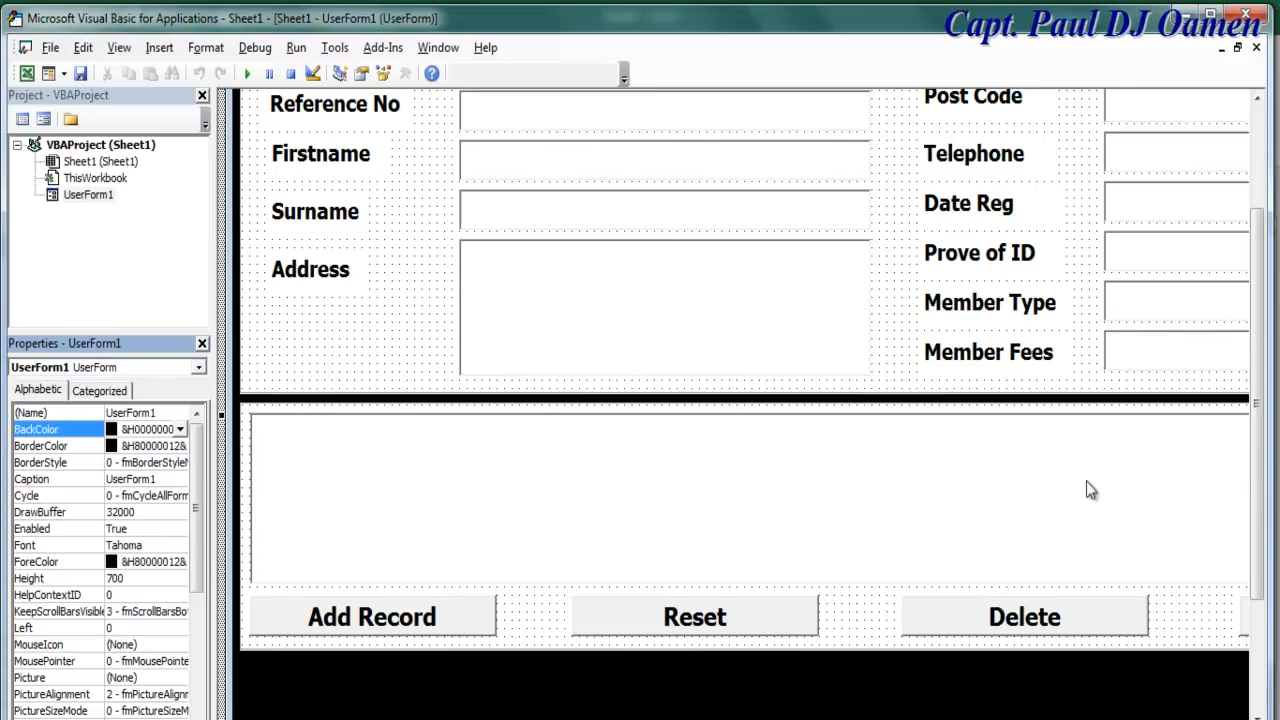 Microsoft Visual Basic for Applications - Sheet1 - [Sheet1 - UserForm1 (UserForm)]
Capt. Paul DJ Oamen
File Edit View Insert Format Debug Run Tools Add-Ins Window Help
Project - VBAProject
VBAProject (Sheet1)
Sheet1 (Sheet1)
ThisWorkbook
UserForm1
Properties - UserForm1
UserForm1 UserForm
Alphabetic Categorized
(Name) UserForm1
BackColor &H0000000
BorderColor &H80000012&
BorderStyle 0 - fmBorderStyleN
Caption UserForm1
Cycle 0 - fmCycleAllForm
DrawBuffer 32000
Enabled True
Font Tahoma
ForeColor &H80000012&
Height 700
HelpContextID 0
KeepScrollBarsVisible 3 - fmScrollBarsBo
Left 0
MouseIcon (None)
MousePointer 0 - fmMousePointe
Picture (None)
PictureAlignment 2 - fmPictureAlignr
PictureSizeMode 0 - fmPictureSizeM
Reference No
Firstname
Surname
Address
Post Code
Telephone
Date Reg
Prove of ID
Member Type
Member Fees
Add Record Reset Delete